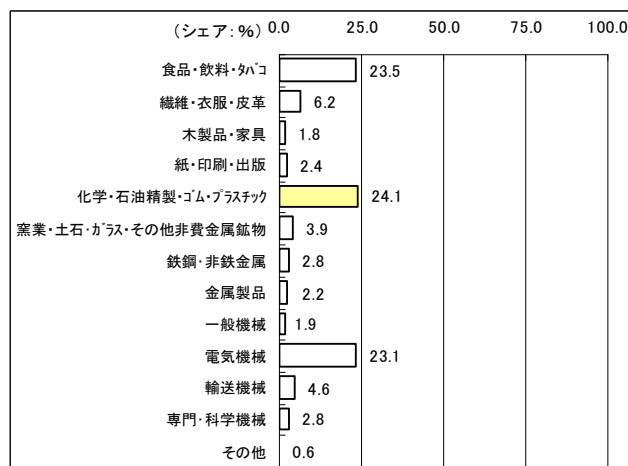 (シェア:%) 0.0 25.0 50.0 75.0 100.0
食品・飲料・ﾀﾊﾞｺ 23.5
繊維・衣服・皮革 6.2
木製品・家具 1.8
紙・印刷・出版 2.4
化学・石油精製・ｺﾞﾑ・ﾌﾟﾗｽﾁｯｸ 24.1
窯業・土石・ｶﾞﾗｽ・その他非費金属鉱物 3.9
鉄鋼・非鉄金属 2.8
金属製品 2.2
一般機械 1.9
電気機械 23.1
輸送機械 4.6
専門・科学機械 2.8
その他 0.6